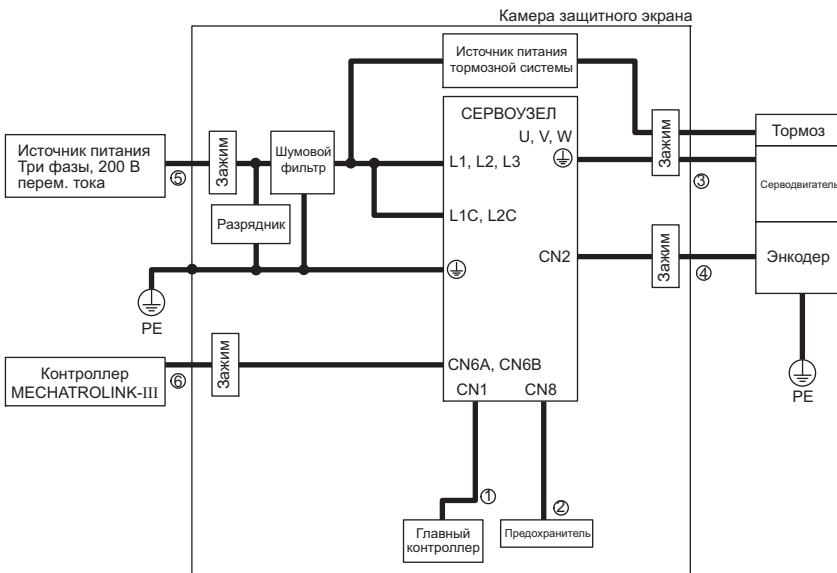 Камера защитного экрана
Источник питания
тормозной системы
СЕРВОУЗЕЛ
U, V, W
Тормоз
Источник питания
Три фазы, 200 В
перем. тока
⑤
Зажим
Шумовой
фильтр
L1, L2, L3
Зажим
③
Серводвигатель
Разрядник
L1C, L2C
CN2
Зажим
④
Энкодер
PE
Контроллер
MECHATROLINK-III
⑥
Зажим
CN6A, CN6B
CN1
CN8
PE
①
②
Главный
контроллер
Предохранитель